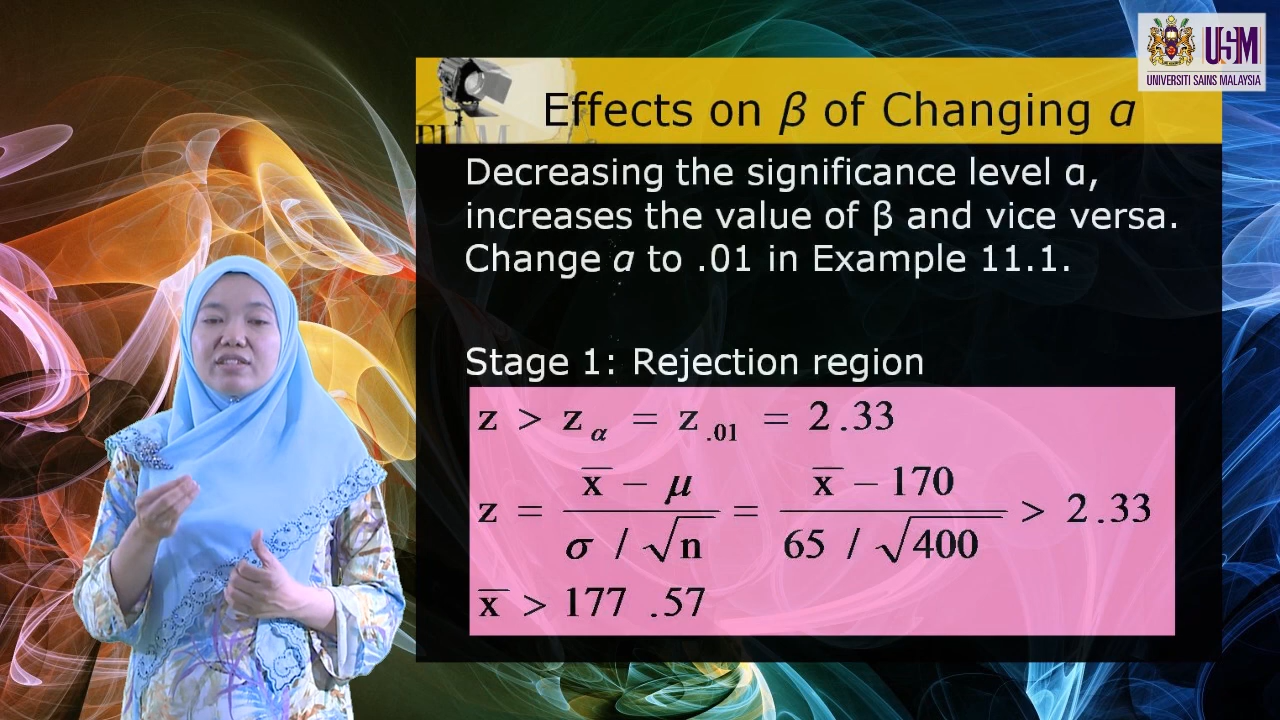 USM
UNIVERSITI SAINS MALAYSIA
FILM
Effects on β of Changing α
Decreasing the significance level α,
increases the value of β and vice versa.
Change α to .01 in Example 11.1.
Stage 1: Rejection region
z > z_α = z_.01 = 2.33
z = (x̄ − μ) / (σ / √n) = (x̄ − 170) / (65 / √400) > 2.33
x̄ > 177 .57